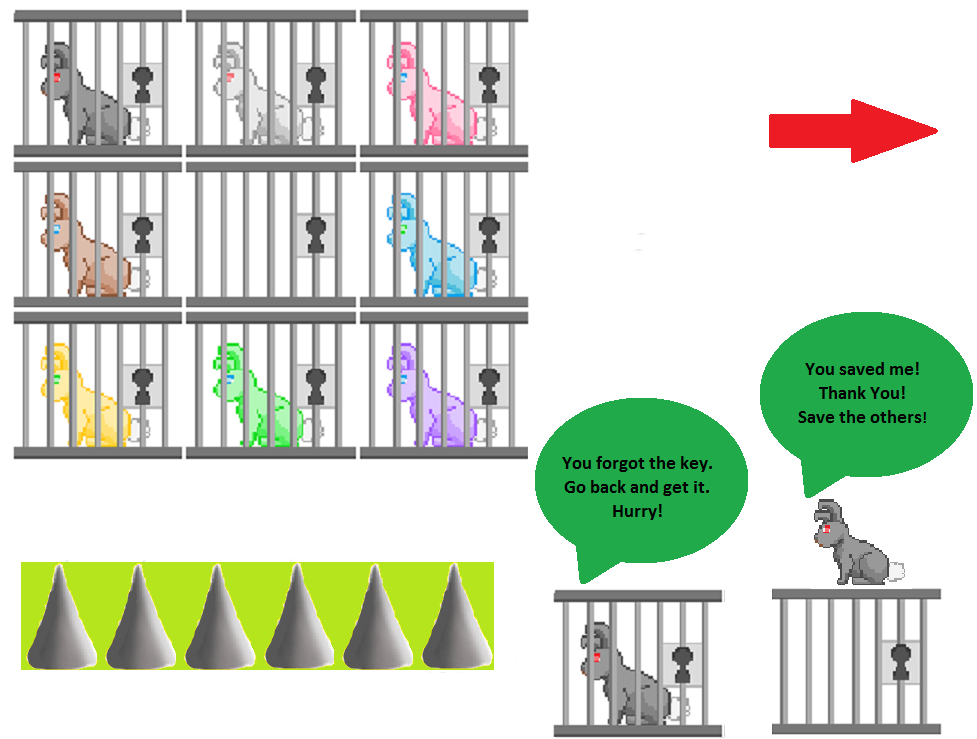 You saved me!
Thank You!
Save the others!
You forgot the key.
Go back and get it.
Hurry!